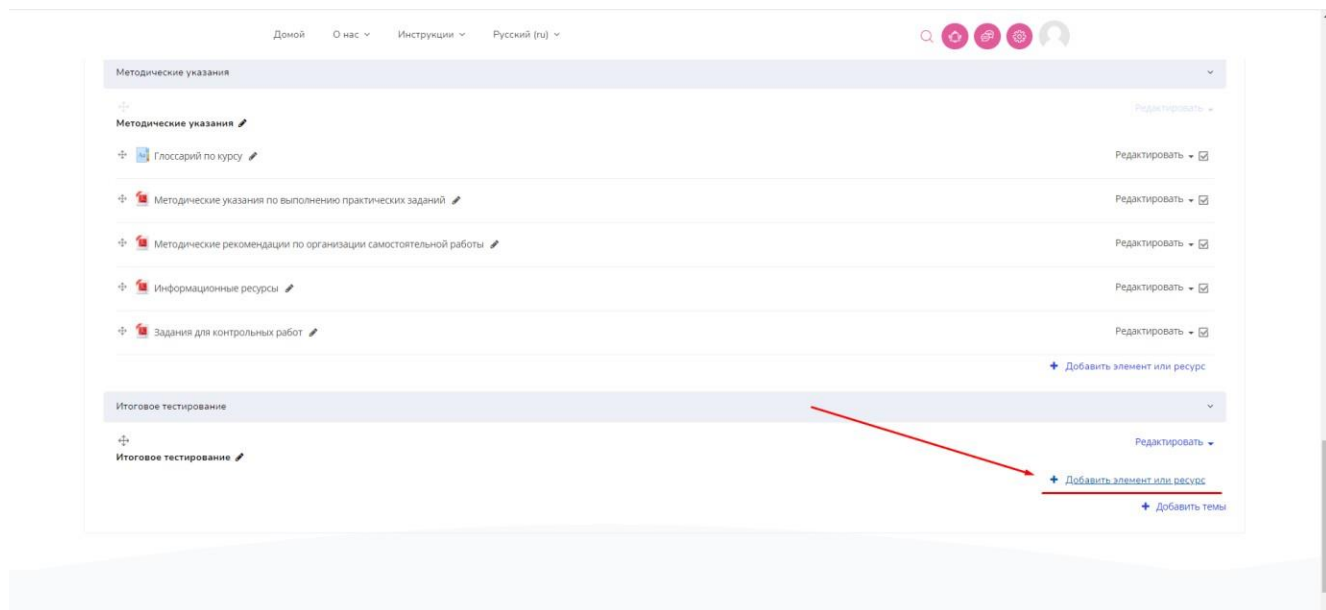 Домой О нас Инструкции Русский (ru)
Методические указания
Редактировать
Методические указания
Глоссарий по курсу Редактировать
Методические указания по выполнению практических заданий Редактировать
Методические рекомендации по организации самостоятельной работы Редактировать
Информационные ресурсы Редактировать
Задания для контрольных работ Редактировать
+ Добавить элемент или ресурс
Итоговое тестирование
Редактировать
Итоговое тестирование
+ Добавить элемент или ресурс
+ Добавить темы